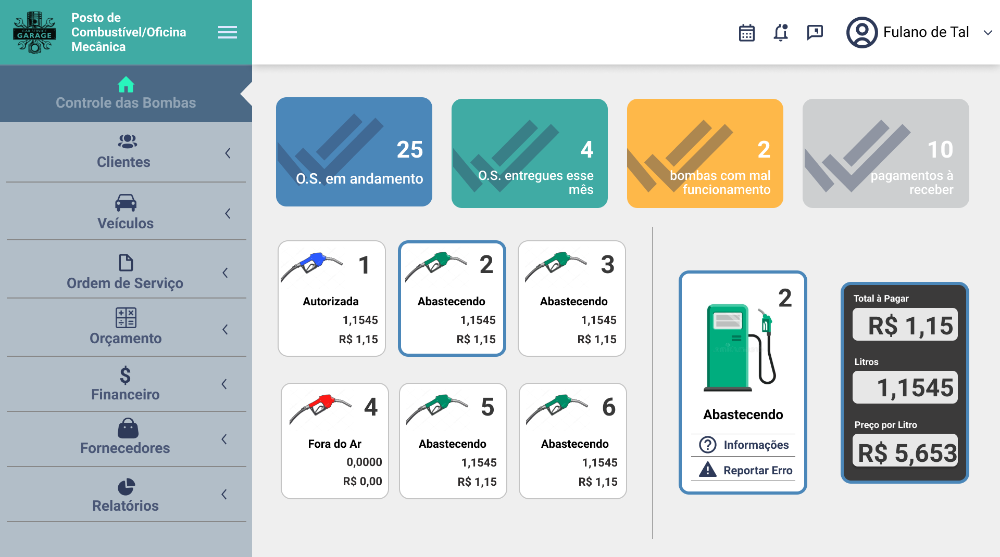 CAR SERVICE
GARAGE
Posto de
Combustível/Oficina
Mecânica
Fulano de Tal
Controle das Bombas
Clientes
Veículos
Ordem de Serviço
Orçamento
Financeiro
Fornecedores
Relatórios
25
O.S. em andamento
4
O.S. entregues esse
mês
2
bombas com mal
funcionamento
10
pagamentos à
receber
1
Autorizada
1,1545
R$ 1,15
2
Abastecendo
1,1545
R$ 1,15
3
Abastecendo
1,1545
R$ 1,15
4
Fora do Ar
0,0000
R$ 0,00
5
Abastecendo
1,1545
R$ 1,15
6
Abastecendo
1,1545
R$ 1,15
2
Abastecendo
Informações
Reportar Erro
Total à Pagar
R$ 1,15
Litros
1,1545
Preço por Litro
R$ 5,653